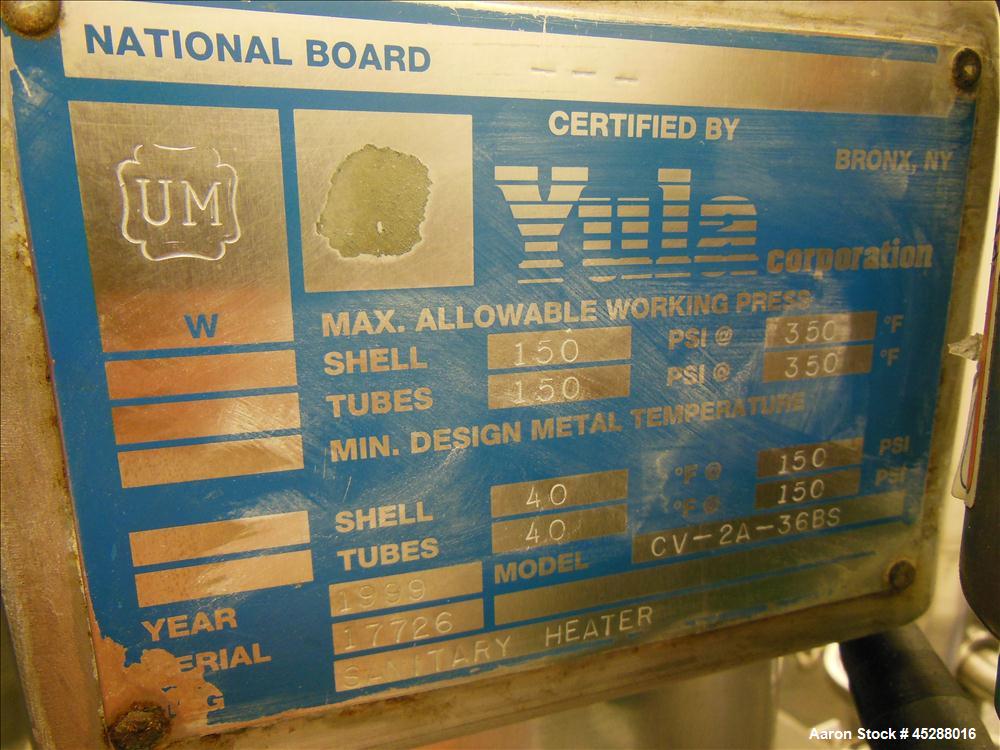 NATIONAL BOARD - - -
CERTIFIED BY
BRONX, NY
UM
Yula corporation
W
MAX. ALLOWABLE WORKING PRESS
SHELL 150 PSI @ 350 °F
TUBES 150 PSI @ 350 °F
MIN. DESIGN METAL TEMPERATURE
SHELL 40 °F @ 150 PSI
TUBES 40 °F @ 150 PSI
YEAR 1999 MODEL CV-2A-36BS
SERIAL 17726
SANITARY HEATER
Aaron Stock # 45288016